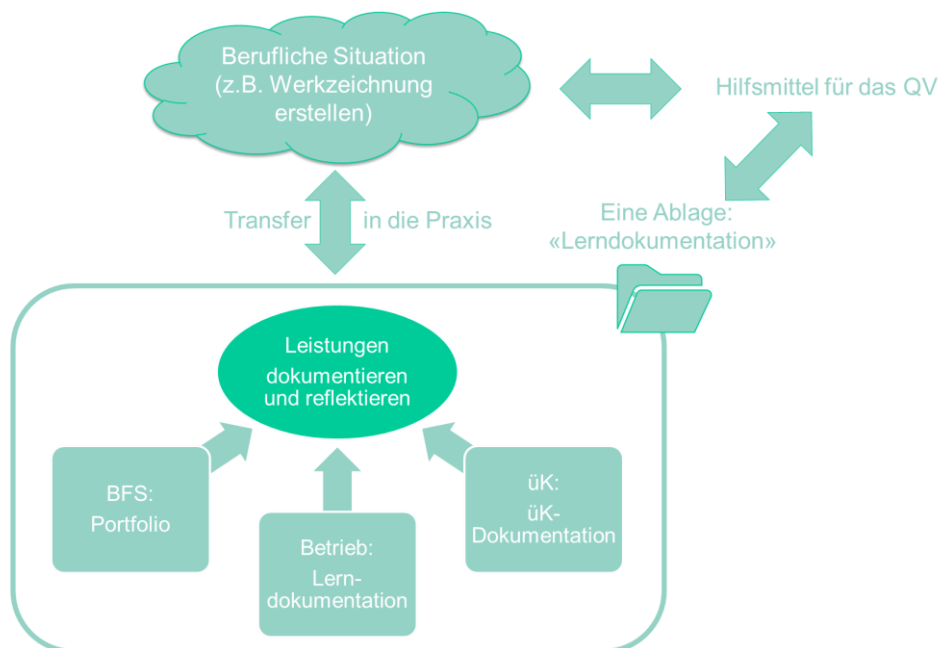 Berufliche Situation
(z.B. Werkzeichnung
erstellen)
Hilfsmittel für das QV
Transfer in die Praxis
Eine Ablage:
«Lerndokumentation»
Leistungen
dokumentieren
und reflektieren
BFS:
Portfolio
Betrieb:
Lern-
dokumentation
üK:
üK-
Dokumentation